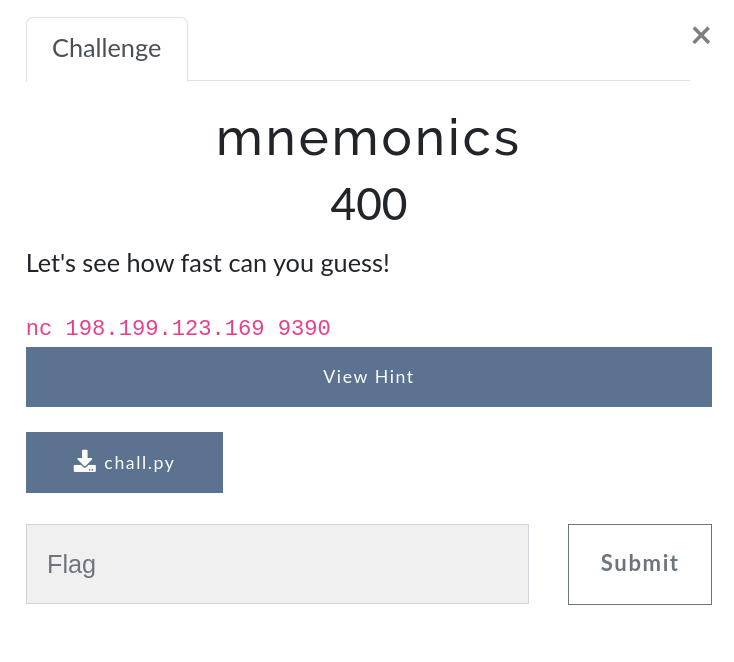 Challenge
×
mnemonics
400
Let's see how fast can you guess!
nc 198.199.123.169 9390
View Hint
chall.py
Flag
Submit